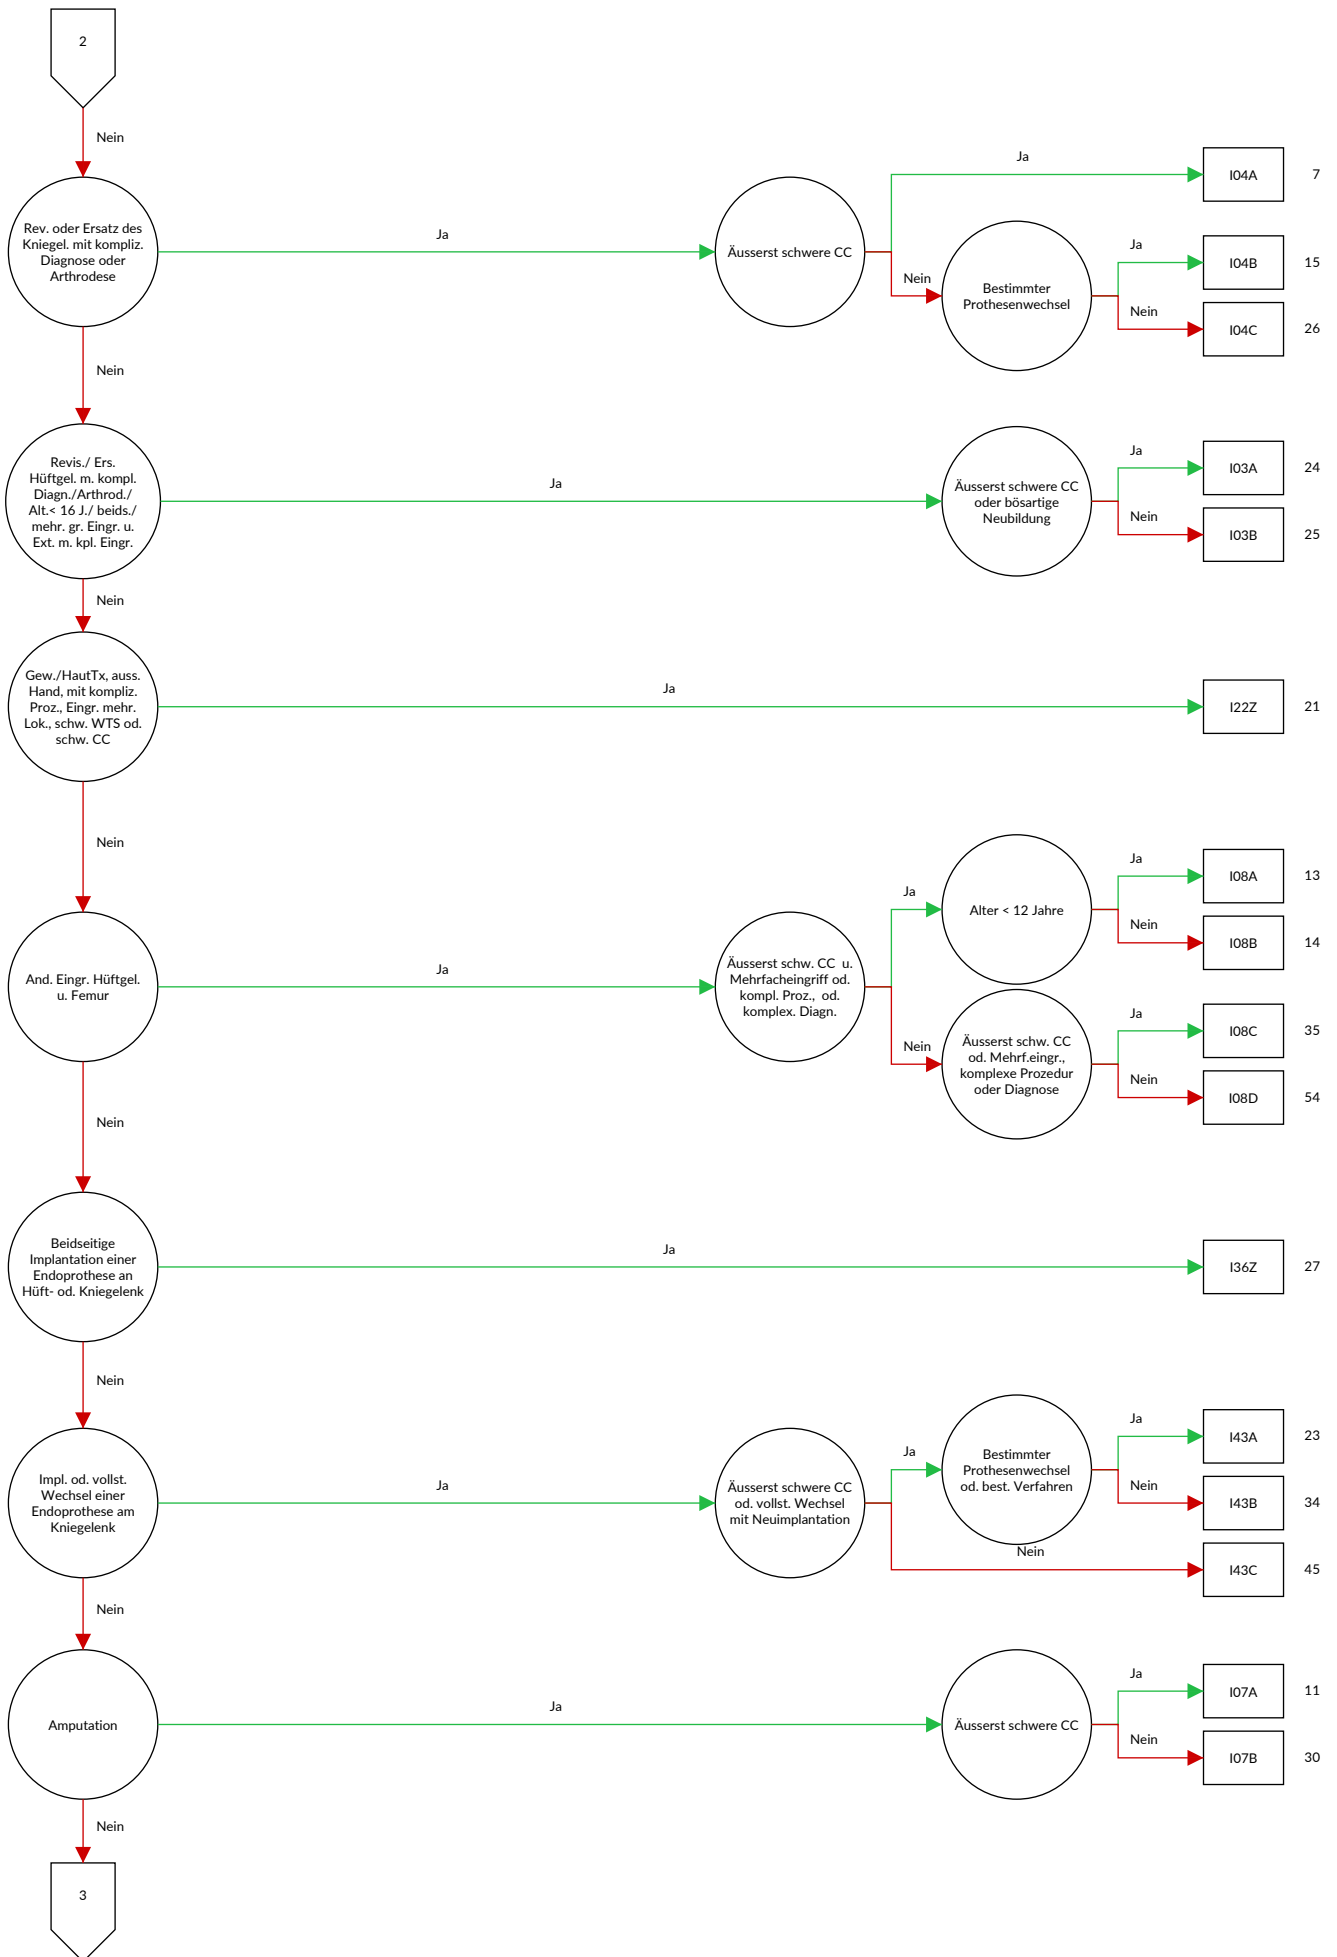 2
Nein
Rev. oder Ersatz des
Kniegel. mit kompliz.
Diagnose oder
Arthrodese
Ja
Äusserst schwere CC
Ja
I04A
7
Nein
Bestimmter
Prothesenwechsel
Ja
I04B
15
Nein
I04C
26
Nein
Revis./ Ers.
Hüftgel. m. kompl.
Diagn./Arthrod./
Alt.< 16 J./ beids./
mehr. gr. Eingr. u.
Ext. m. kpl. Eingr.
Ja
Äusserst schwere CC
oder bösartige
Neubildung
Ja
I03A
24
Nein
I03B
25
Nein
Gew./HautTx, auss.
Hand, mit kompliz.
Proz., Eingr. mehr.
Lok., schw. WTS od.
schw. CC
Ja
I22Z
21
Nein
And. Eingr. Hüftgel.
u. Femur
Ja
Äusserst schw. CC u.
Mehrfacheingriff od.
kompl. Proz., od.
komplex. Diagn.
Ja
Alter < 12 Jahre
Ja
I08A
13
Nein
I08B
14
Nein
Äusserst schw. CC
od. Mehrf.eingr.,
komplexe Prozedur
oder Diagnose
Ja
I08C
35
Nein
I08D
54
Nein
Beidseitige
Implantation einer
Endoprothese an
Hüft- od. Kniegelenk
Ja
I36Z
27
Nein
Impl. od. vollst.
Wechsel einer
Endoprothese am
Kniegelenk
Ja
Äusserst schwere CC
od. vollst. Wechsel
mit Neuimplantation
Ja
Bestimmter
Prothesenwechsel
od. best. Verfahren
Ja
I43A
23
Nein
I43B
34
Nein
I43C
45
Nein
Amputation
Ja
Äusserst schwere CC
Ja
I07A
11
Nein
I07B
30
Nein
3